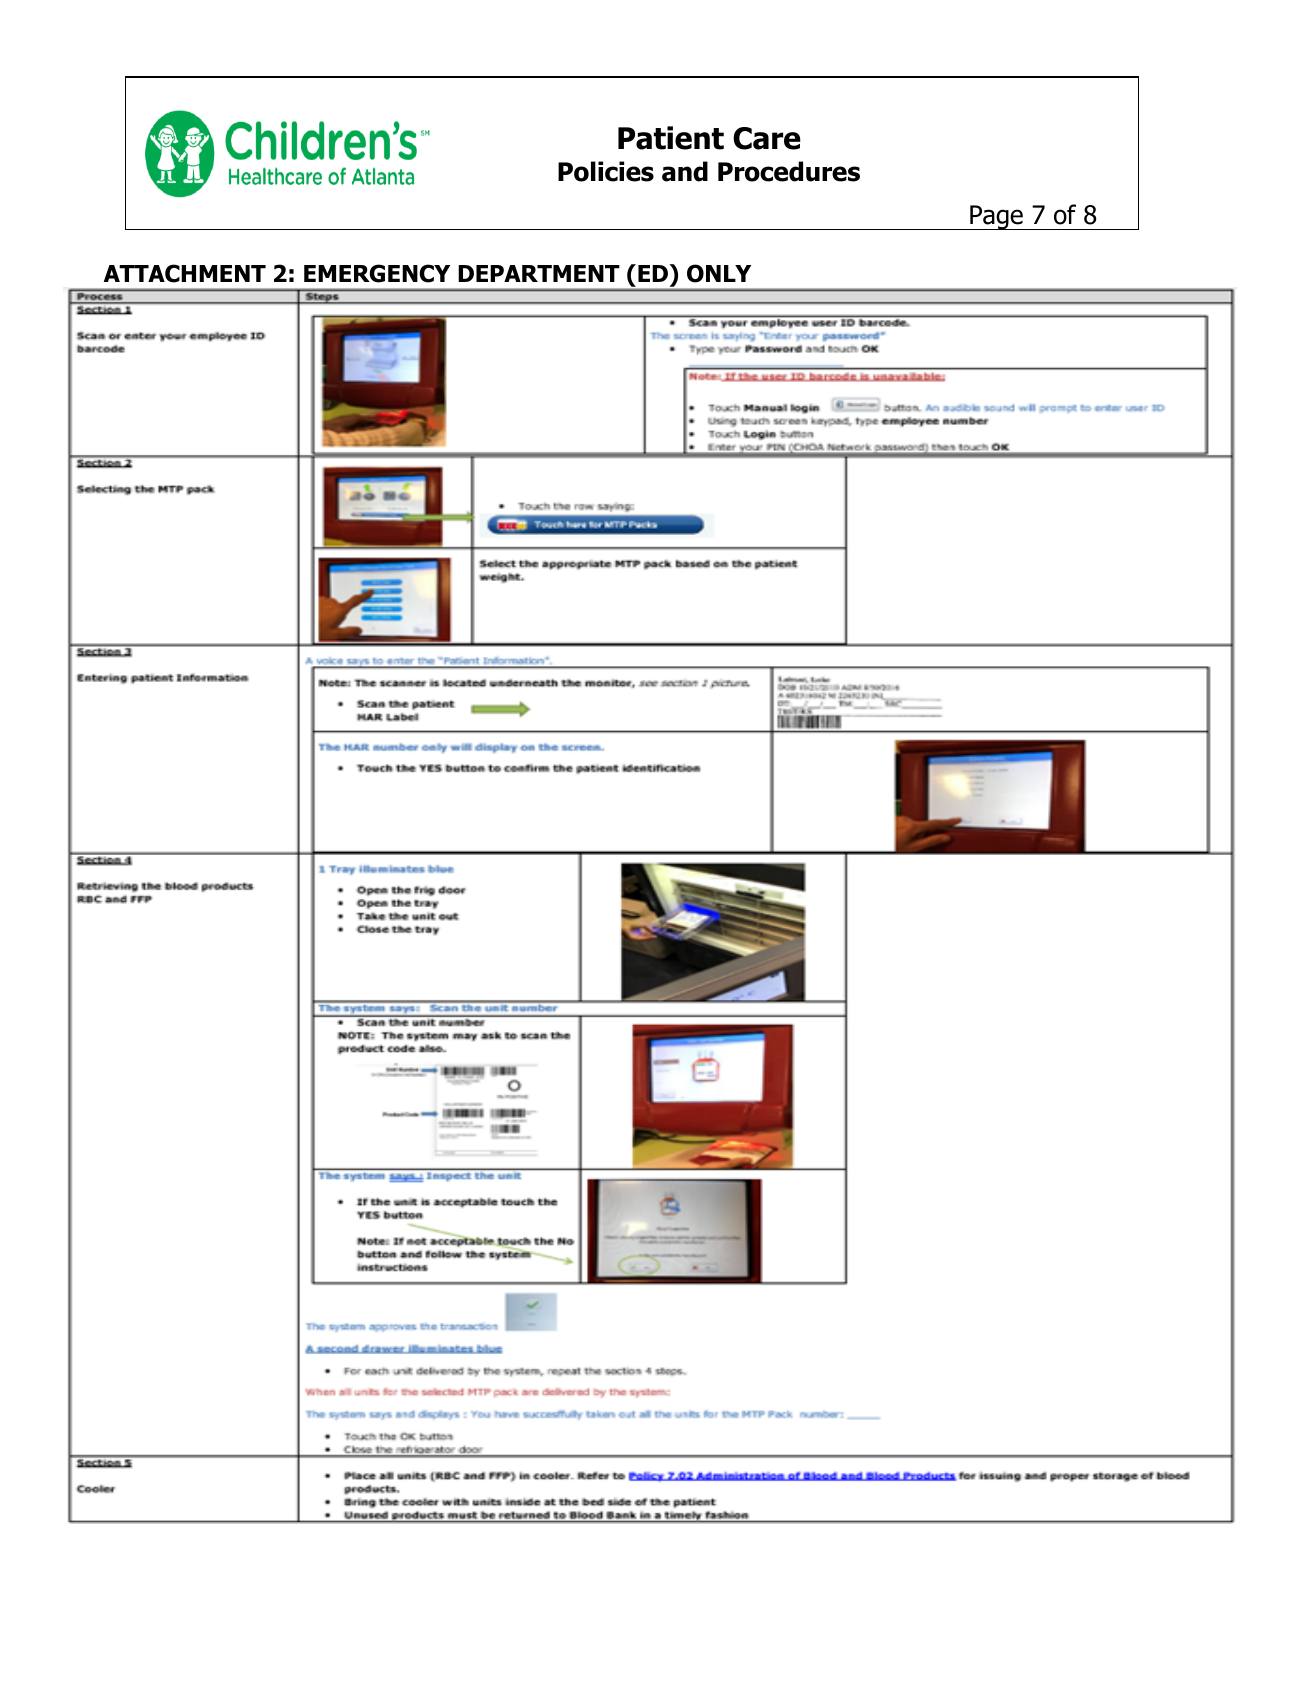 Children's SM
Healthcare of Atlanta
Patient Care
Policies and Procedures
Page 7 of 8
ATTACHMENT 2: EMERGENCY DEPARTMENT (ED) ONLY
Process
Steps
Section 1
Scan or enter your employee ID
barcode
• Scan your employee user ID barcode.
The screen is saying "Enter your password"
• Type your Password and touch OK
Note: If the user ID barcode is unavailable:
• Touch Manual login Manual Login button. An audible sound will prompt to enter user ID
• Using touch screen keypad, type employee number
• Touch Login button
• Enter your PIN (CHOA Network password) then touch OK
Section 2
Selecting the MTP pack
• Touch the row saying:
Touch here for MTP Packs
Select the appropriate MTP pack based on the patient
weight.
Section 3
Entering patient Information
A voice says to enter the "Patient Information".
Note: The scanner is located underneath the monitor, see section 1 picture.
• Scan the patient
HAR Label
The HAR number only will display on the screen.
• Touch the YES button to confirm the patient identification
Section 4
Retrieving the blood products
RBC and FFP
1 Tray illuminates blue
• Open the frig door
• Open the tray
• Take the unit out
• Close the tray
The system says: Scan the unit number
• Scan the unit number
NOTE: The system may ask to scan the
product code also.
Unit Number
Product Code
The system says : Inspect the unit
• If the unit is acceptable touch the
YES button
Note: If not acceptable touch the No
button and follow the system
instructions
The system approves the transaction
A second drawer illuminates blue
• For each unit delivered by the system, repeat the section 4 steps.
When all units for the selected MTP pack are delivered by the system:
The system says and displays : You have succesffully taken out all the units for the MTP Pack number: _____
• Touch the OK button
• Close the refrigerator door
Section 5
Cooler
• Place all units (RBC and FFP) in cooler. Refer to Policy 7.02 Administration of Blood and Blood Products for issuing and proper storage of blood
products.
• Bring the cooler with units inside at the bed side of the patient
• Unused products must be returned to Blood Bank in a timely fashion